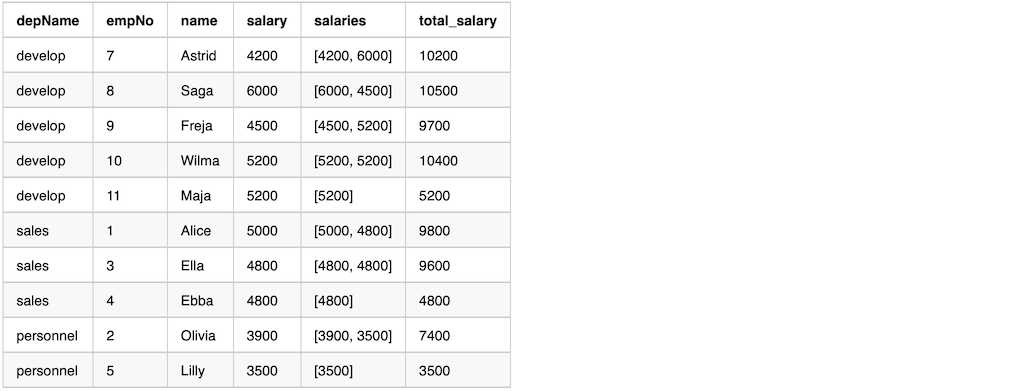 depName empNo name salary salaries total_salary
develop 7 Astrid 4200 [4200, 6000] 10200
develop 8 Saga 6000 [6000, 4500] 10500
develop 9 Freja 4500 [4500, 5200] 9700
develop 10 Wilma 5200 [5200, 5200] 10400
develop 11 Maja 5200 [5200] 5200
sales 1 Alice 5000 [5000, 4800] 9800
sales 3 Ella 4800 [4800, 4800] 9600
sales 4 Ebba 4800 [4800] 4800
personnel 2 Olivia 3900 [3900, 3500] 7400
personnel 5 Lilly 3500 [3500] 3500